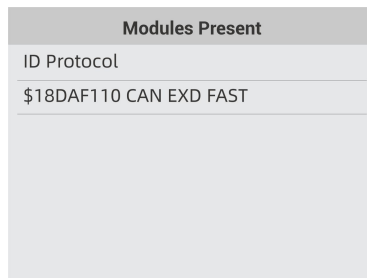 Modules Present
ID Protocol
$18DAF110 CAN EXD FAST